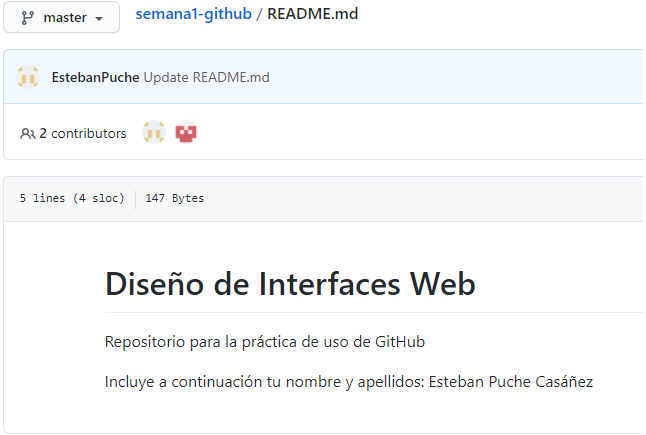 master semana1-github / README.md
EstebanPuche Update README.md
2 contributors
5 lines (4 sloc) 147 Bytes
Diseño de Interfaces Web
Repositorio para la práctica de uso de GitHub
Incluye a continuación tu nombre y apellidos: Esteban Puche Casáñez